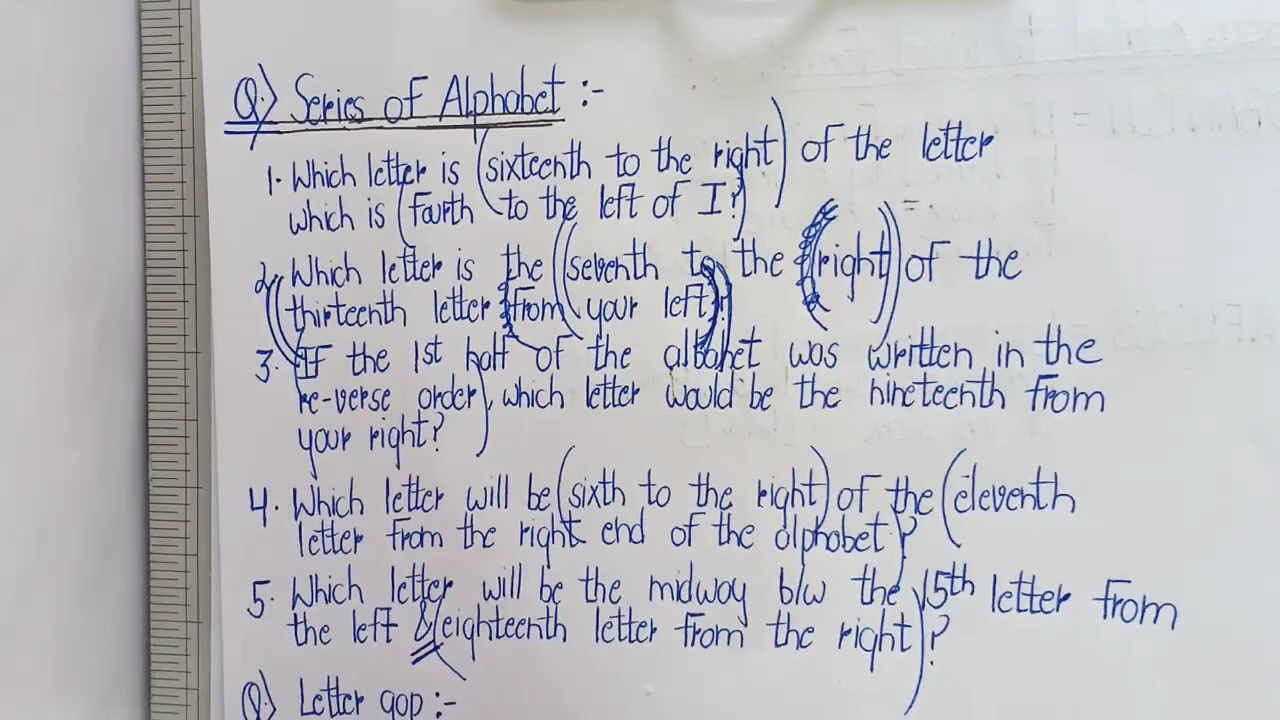 Q) Series of Alphabet :-
1. Which letter is (sixteenth to the right) of the letter
which is (fourth to the left of I?)
2. Which letter is the (seventh to the (right)) of the
thirteenth letter from your left)?
3. If the 1st half of the altbahet was written in the
re-verse order), which letter would be the nineteenth from
your right?
4. Which letter will be (sixth to the right) of the (eleventh
letter from the right end of the alphabet)?
5. Which letter will be the midway b/w the 15th letter from
the left & (eighteenth letter from the right)?
Q) Letter gap :-